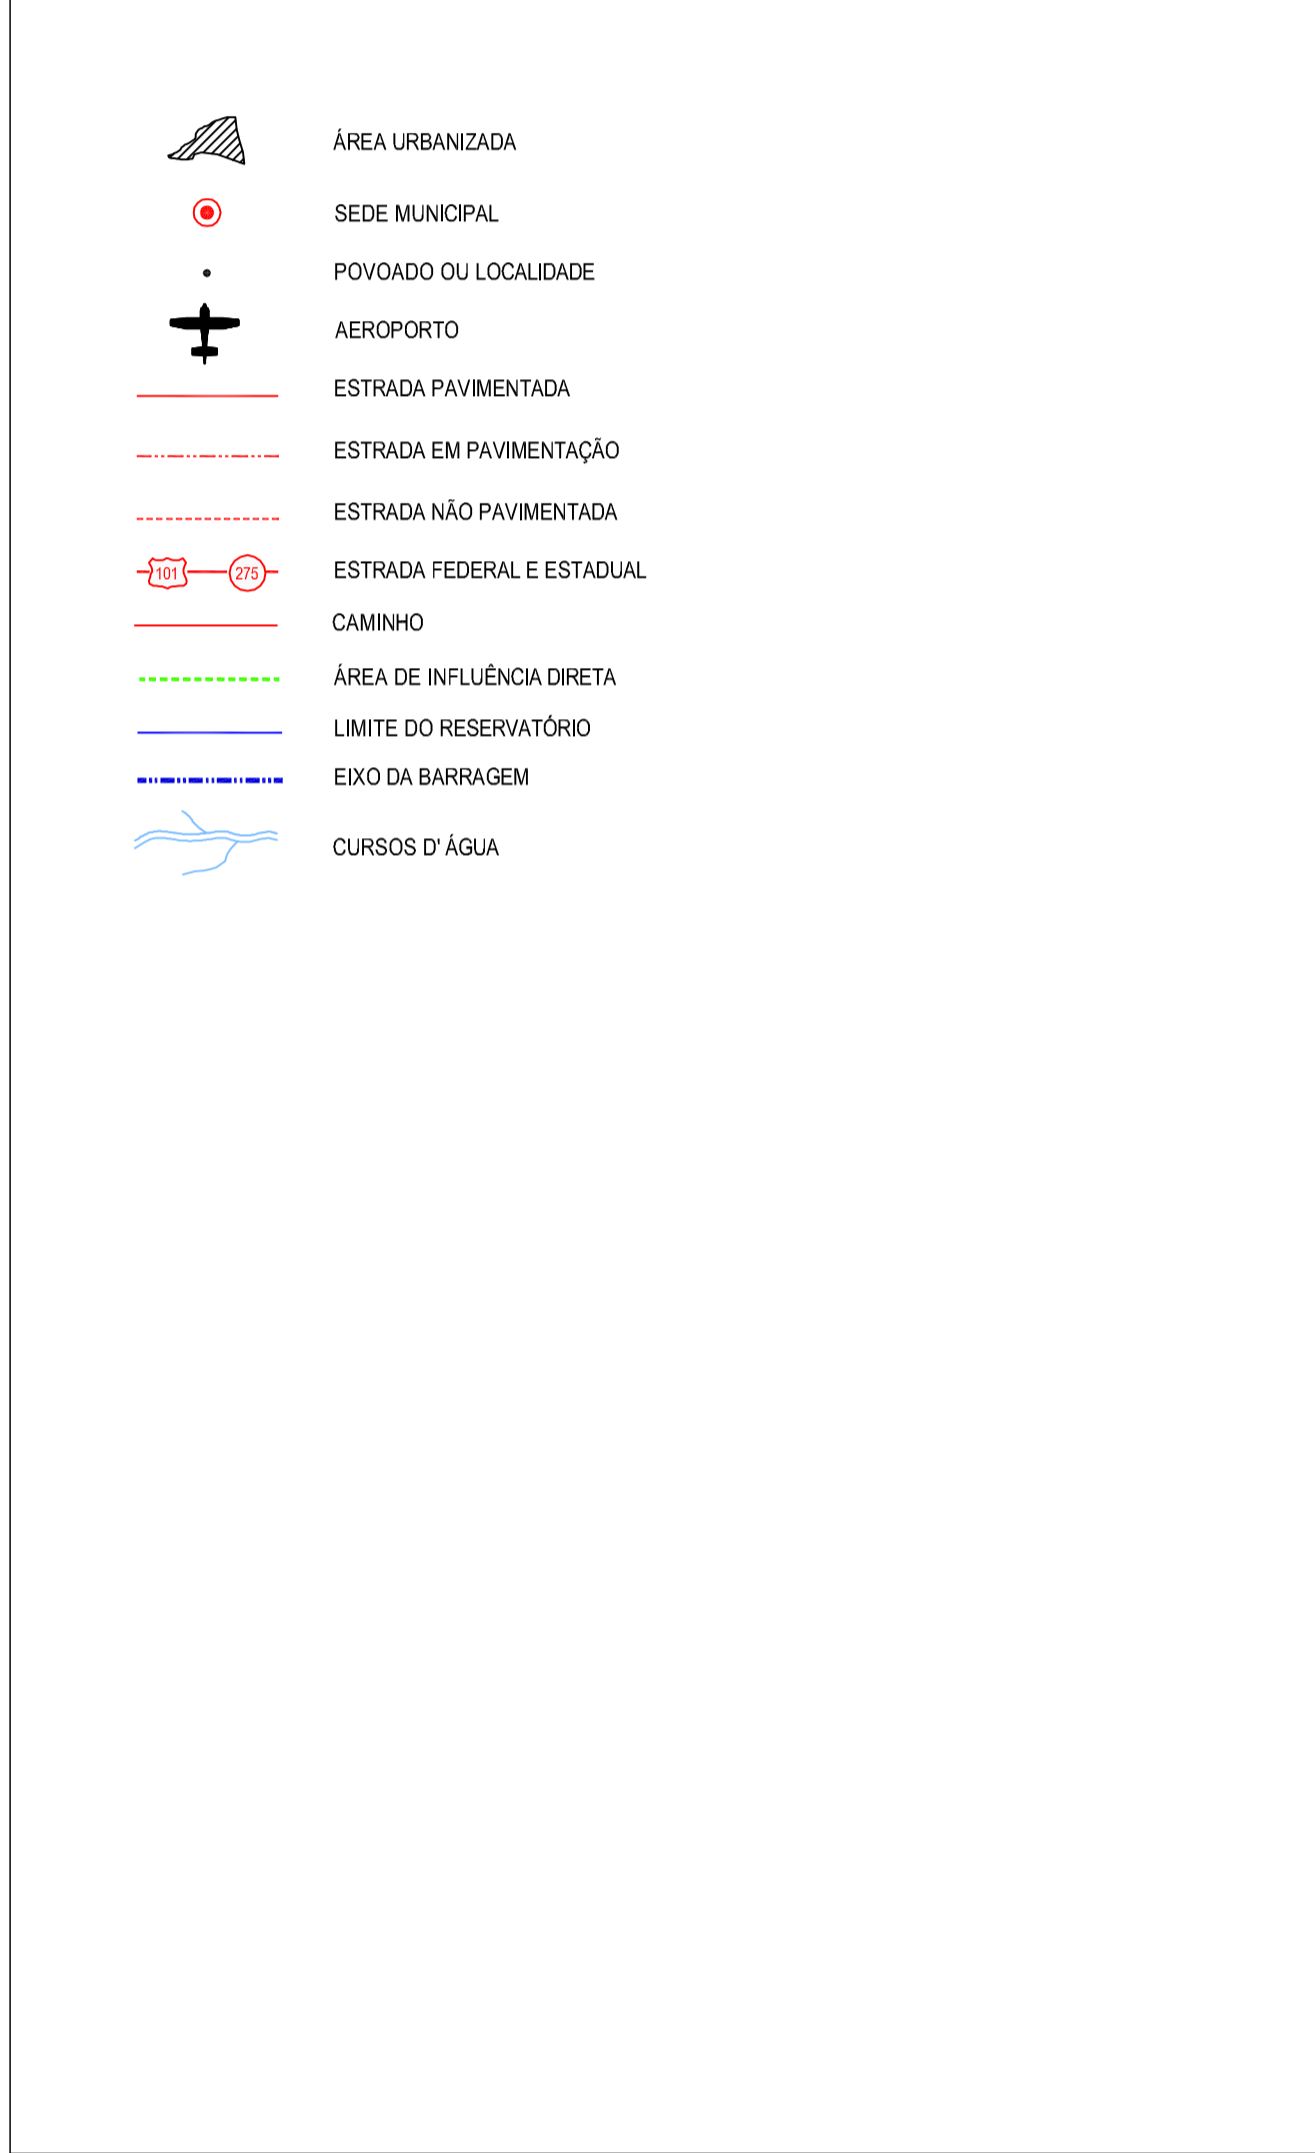 ÁREA URBANIZADA
SEDE MUNICIPAL
POVOADO OU LOCALIDADE
AEROPORTO
ESTRADA PAVIMENTADA
ESTRADA EM PAVIMENTAÇÃO
ESTRADA NÃO PAVIMENTADA
101 275 ESTRADA FEDERAL E ESTADUAL
CAMINHO
ÁREA DE INFLUÊNCIA DIRETA
LIMITE DO RESERVATÓRIO
EIXO DA BARRAGEM
CURSOS D' ÁGUA